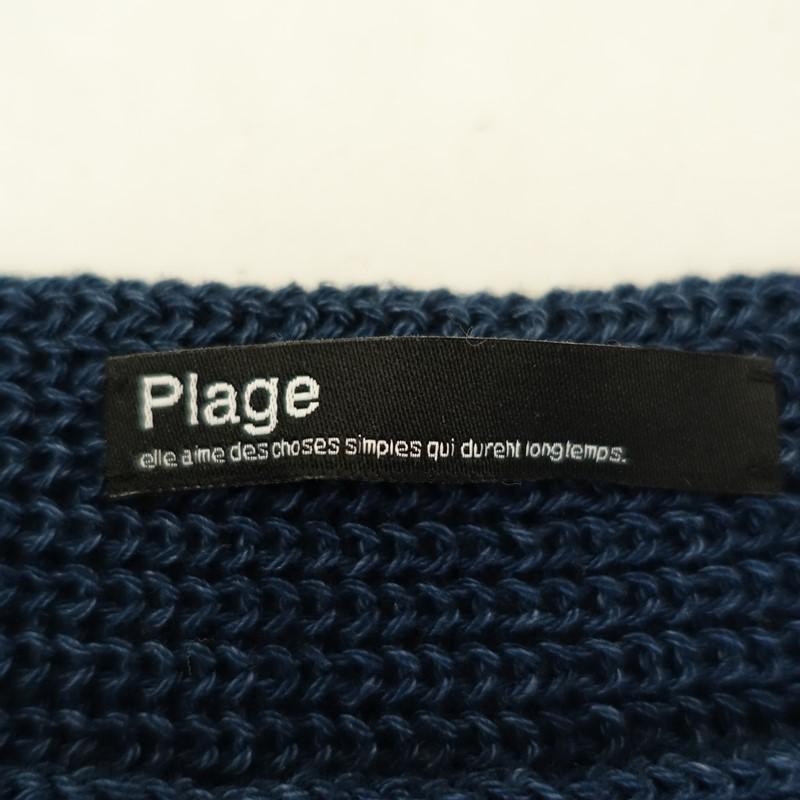 Plage
elle aime des choses simples qui durent longtemps.